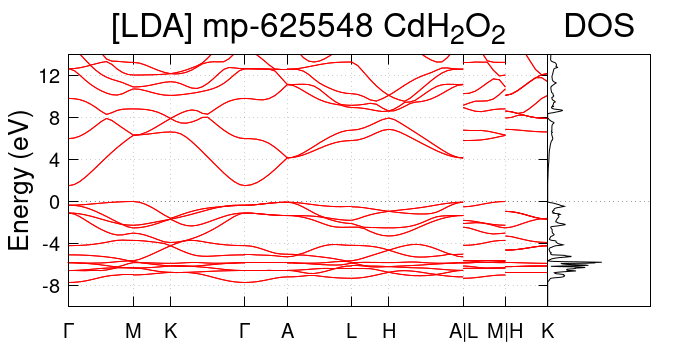 [LDA] mp-625548 CdH₂O₂ DOS
Energy (eV)
12
8
4
0
-4
-8
Γ M K Γ A L H A|L M|H K